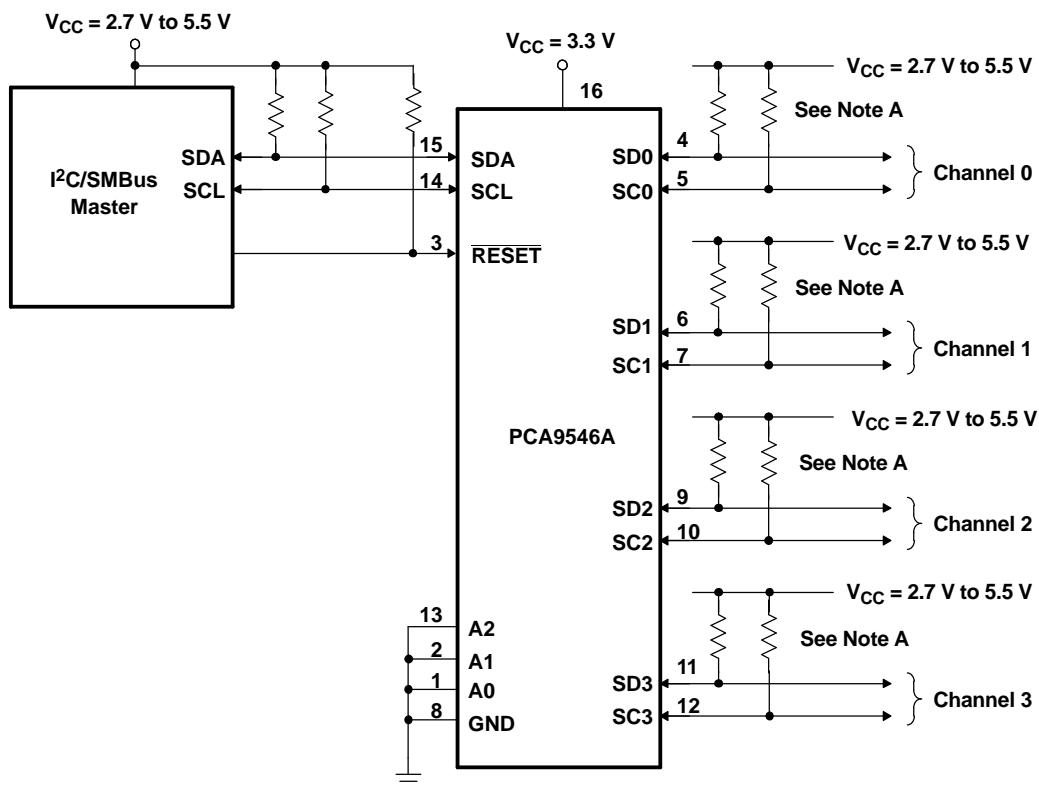 VCC = 2.7 V to 5.5 V
VCC = 3.3 V
16
I2C/SMBus
Master
SDA
SCL
15
14
3
SDA
SCL
RESET
PCA9546A
13
2
1
8
A2
A1
A0
GND
SD0
SC0
4
5
VCC = 2.7 V to 5.5 V
See Note A
Channel 0
SD1
SC1
6
7
VCC = 2.7 V to 5.5 V
See Note A
Channel 1
SD2
SC2
9
10
VCC = 2.7 V to 5.5 V
See Note A
Channel 2
SD3
SC3
11
12
VCC = 2.7 V to 5.5 V
See Note A
Channel 3